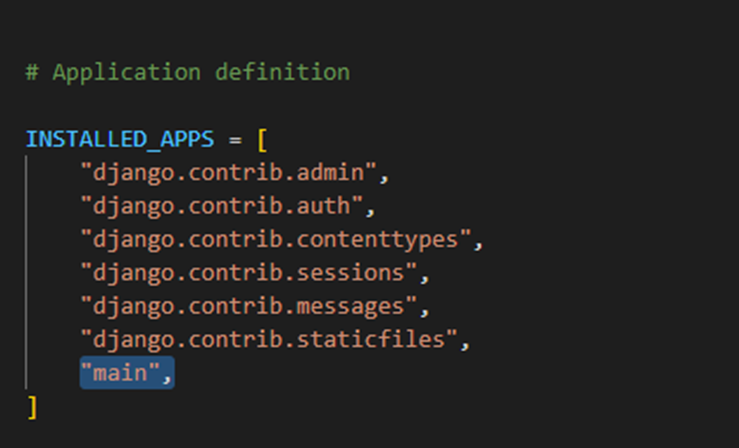 # Application definition
INSTALLED_APPS = [
"django.contrib.admin",
"django.contrib.auth",
"django.contrib.contenttypes",
"django.contrib.sessions",
"django.contrib.messages",
"django.contrib.staticfiles",
"main",
]